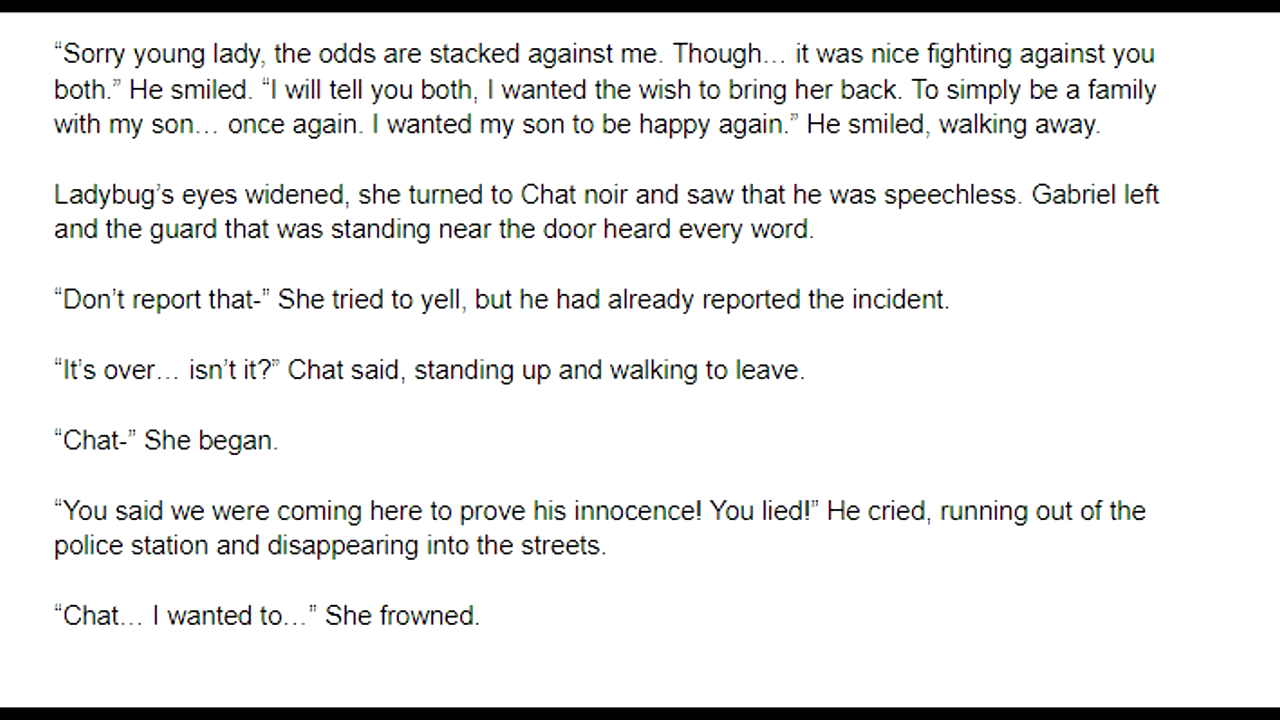 “Sorry young lady, the odds are stacked against me. Though… it was nice fighting against you
both.” He smiled. “I will tell you both, I wanted the wish to bring her back. To simply be a family
with my son… once again. I wanted my son to be happy again.” He smiled, walking away.
Ladybug’s eyes widened, she turned to Chat noir and saw that he was speechless. Gabriel left
and the guard that was standing near the door heard every word.
“Don’t report that-” She tried to yell, but he had already reported the incident.
“It’s over… isn’t it?” Chat said, standing up and walking to leave.
“Chat-” She began.
“You said we were coming here to prove his innocence! You lied!” He cried, running out of the
police station and disappearing into the streets.
“Chat… I wanted to…” She frowned.